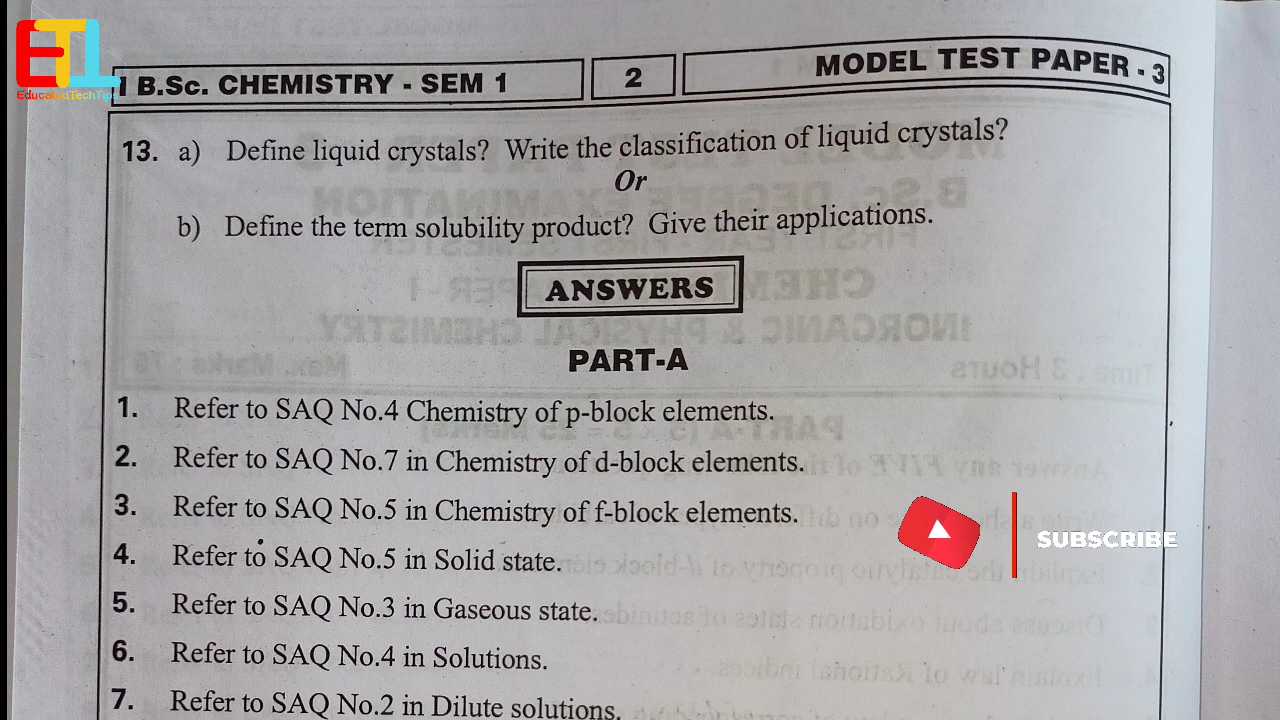 ETL
EducatedTechTips
I B.Sc. CHEMISTRY - SEM 1
2
MODEL TEST PAPER - 3
13. a) Define liquid crystals? Write the classification of liquid crystals?
Or
b) Define the term solubility product? Give their applications.
ANSWERS
PART-A
1. Refer to SAQ No.4 Chemistry of p-block elements.
2. Refer to SAQ No.7 in Chemistry of d-block elements.
3. Refer to SAQ No.5 in Chemistry of f-block elements.
SUBSCRIBE
4. Refer to SAQ No.5 in Solid state.
5. Refer to SAQ No.3 in Gaseous state.
6. Refer to SAQ No.4 in Solutions.
7. Refer to SAQ No.2 in Dilute solutions.